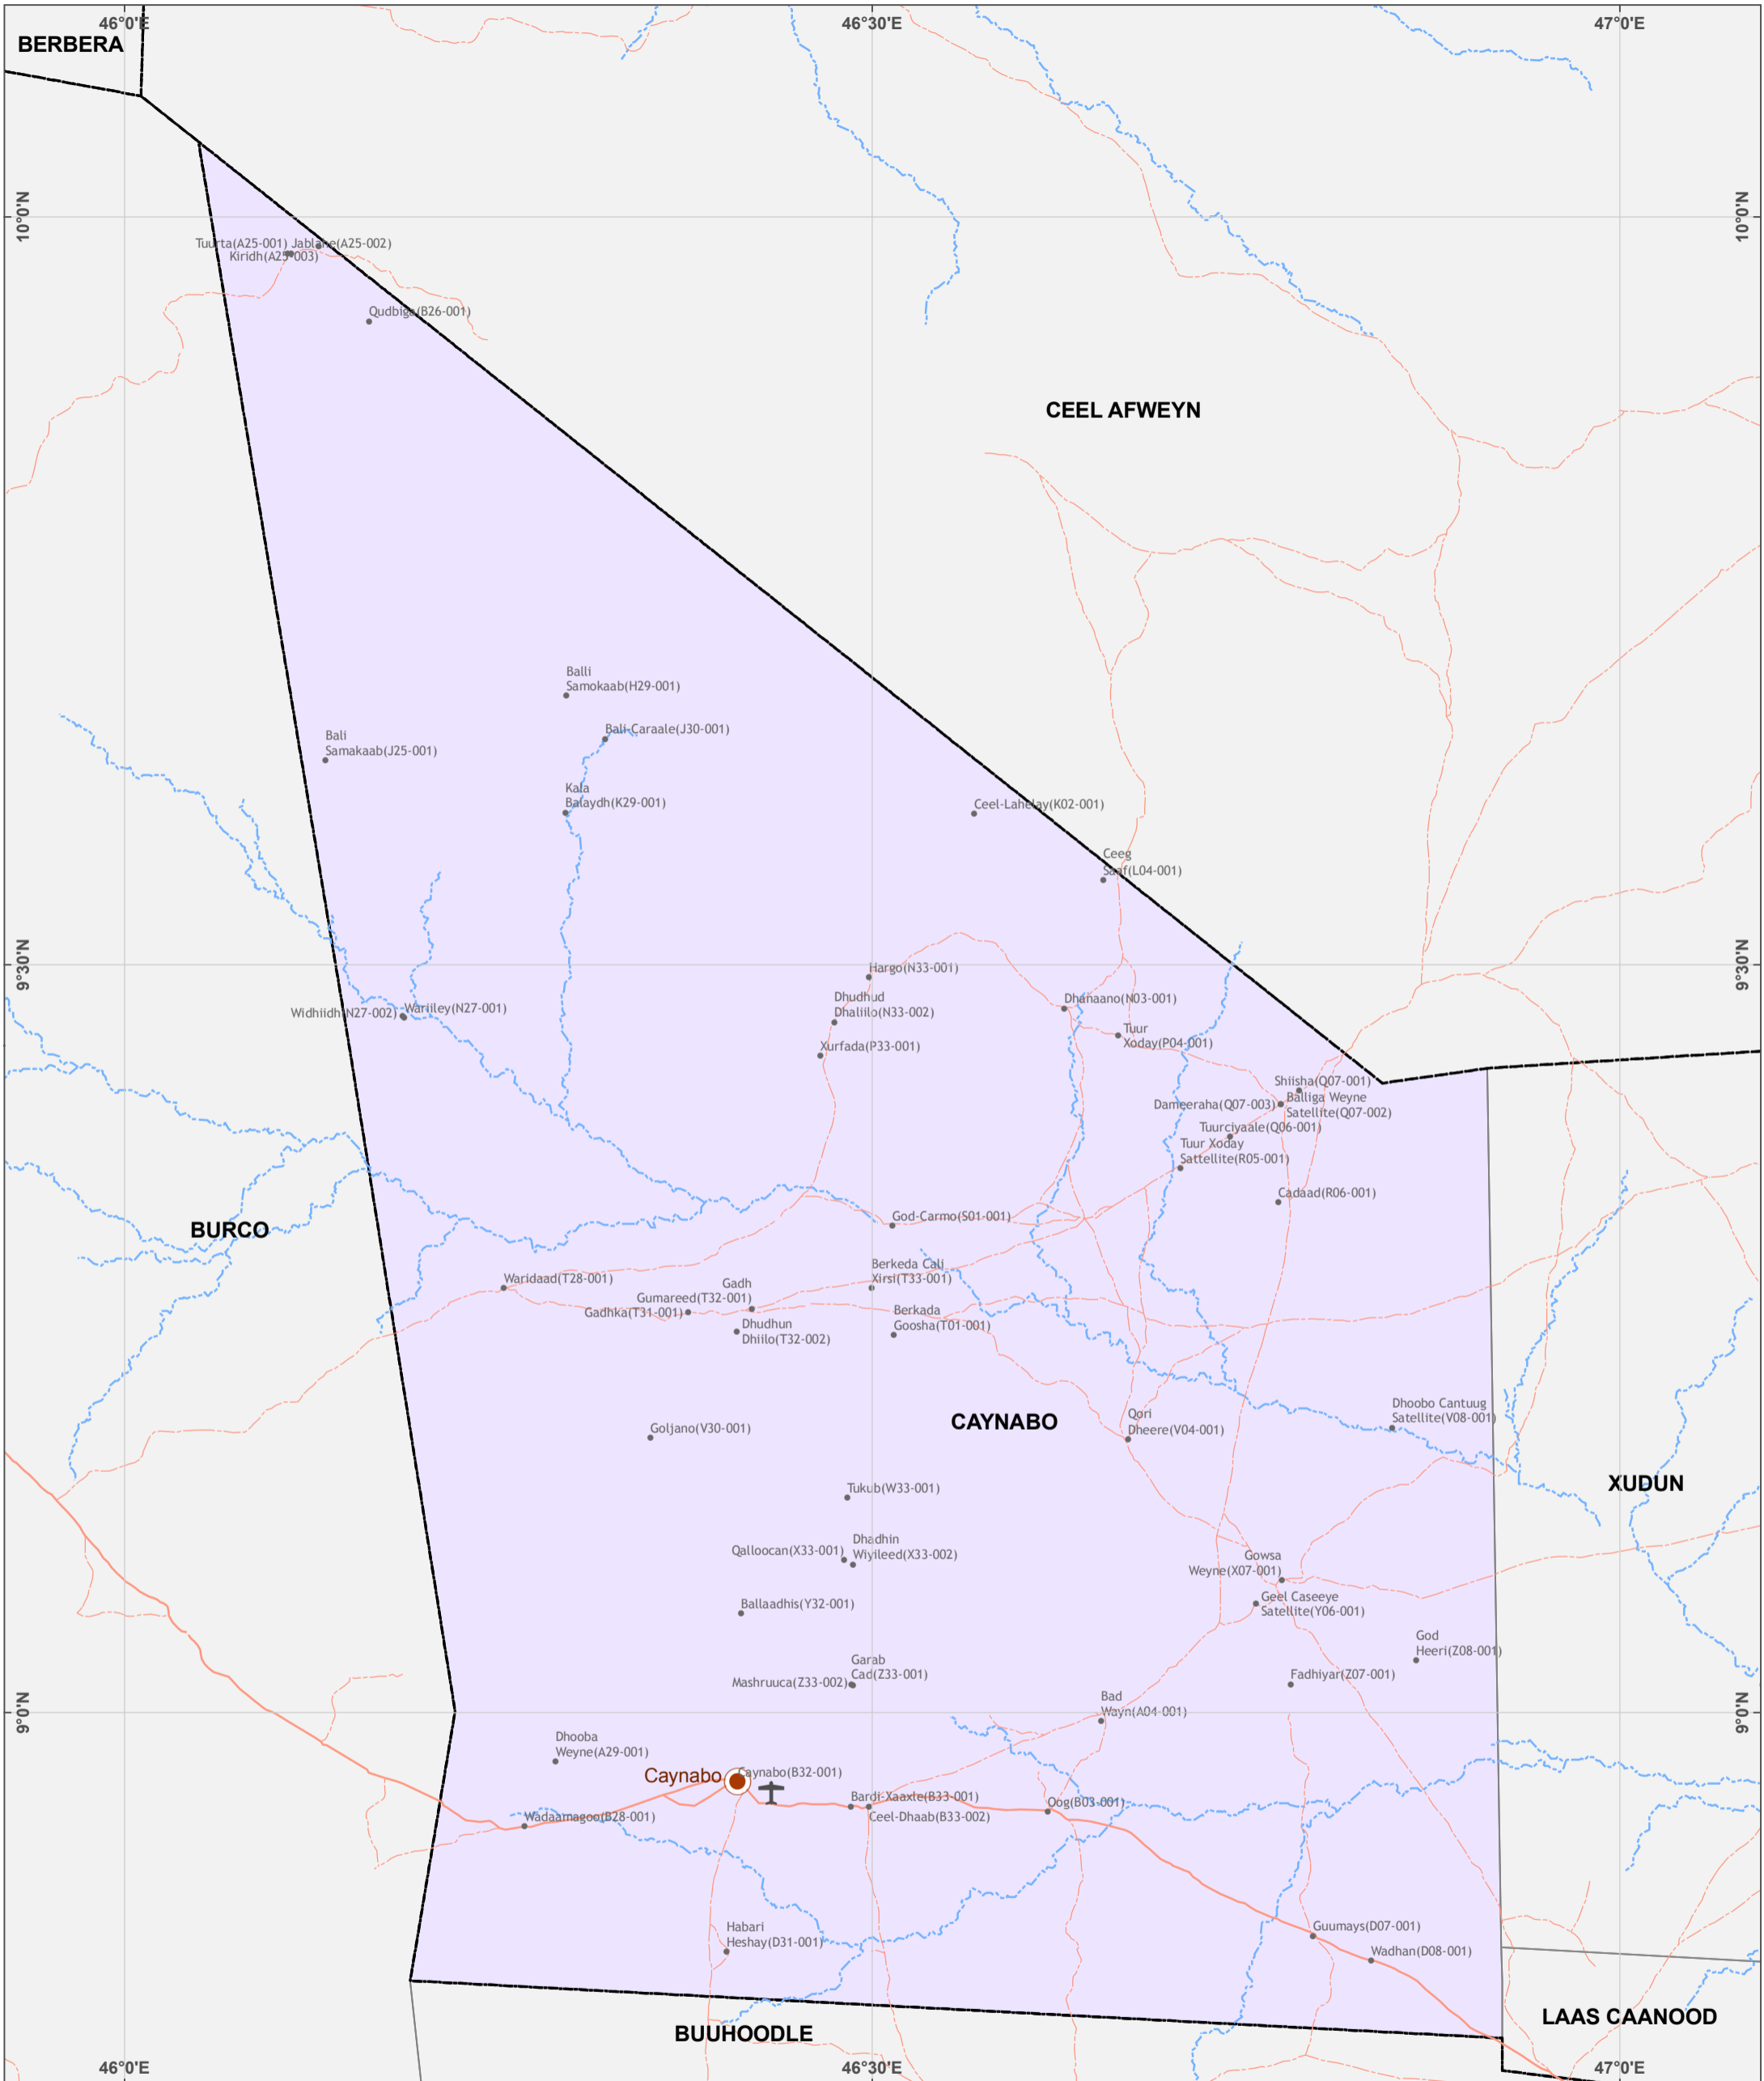 46°0'E
46°30'E
47°0'E
BERBERA
10°0'N
10°0'N
Tuurta(A25-001)
Jablahe(A25-002)
Kiridh(A25-003)
Qudbiga(B26-001)
CEEL AFWEYN
Balli
Samokaab(H29-001)
Bali-Caraale(J30-001)
Bali
Samakaab(J25-001)
Kala
Balaydh(K29-001)
Ceel-Lahelay(K02-001)
Ceeg
Saaf(L04-001)
9°30'N
9°30'N
Hargo(N33-001)
Dhudhud
Dhaliilo(N33-002)
Dhanaano(N03-001)
Widhiidh(N27-002)
Wariiley(N27-001)
Tuur
Xoday(P04-001)
Xurfada(P33-001)
Shiisha(Q07-001)
Dameeraha(Q07-003)
Balliga Weyne
Satellite(Q07-002)
Tuurciyaale(Q06-001)
Tuur Xoday
Sattellite(R05-001)
Cadaad(R06-001)
BURCO
God-Carmo(S01-001)
Berkeda Cali
Xirsi(T33-001)
Waridaad(T28-001)
Gadh
Gumareed(T32-001)
Gadhka(T31-001)
Berkada
Goosha(T01-001)
Dhudhun
Dhiilo(T32-002)
Dhoobo Cantuug
Satellite(V08-001)
CAYNABO
Qori
Dheere(V04-001)
Goljano(V30-001)
XUDUN
Tukub(W33-001)
Dhadhin
Wiyileed(X33-002)
Qalloocan(X33-001)
Gowsa
Weyne(X07-001)
Geel Caseeye
Satellite(Y06-001)
Ballaadhis(Y32-001)
God
Heeri(Z08-001)
Garab
Cad(Z33-001)
Mashruuca(Z33-002)
Fadhiyar(Z07-001)
9°0'N
9°0'N
Bad
Wayn(A04-001)
Dhooba
Weyne(A29-001)
Caynabo
Caynabo(B32-001)
Bardi-Xaaxle(B33-001)
Oog(B03-001)
Wadaamagoo(B28-001)
Ceel-Dhaab(B33-002)
Guumays(D07-001)
Habari
Heshay(D31-001)
Wadhan(D08-001)
LAAS CAANOOD
BUUHOODLE
46°0'E
46°30'E
47°0'E